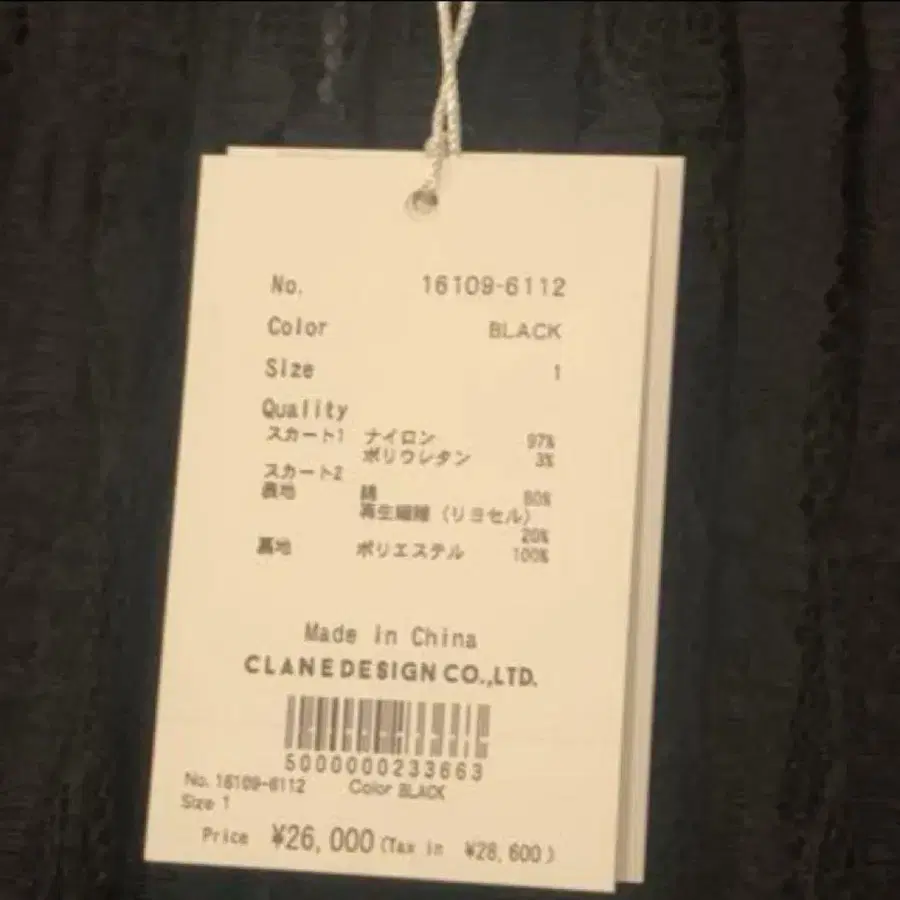 No. 16109-6112
Color BLACK
Size 1
Quality
スカート1 ナイロン 97%
ポリウレタン 3%
スカート2
表地 綿 80%
再生繊維 (リヨセル)
20%
裏地 ポリエステル 100%
Made in China
CLANE DESIGN CO.,LTD.
5000000233663
No. 16109-6112 Color BLACK
Size 1
Price ¥26,000 (Tax in ¥28,600)